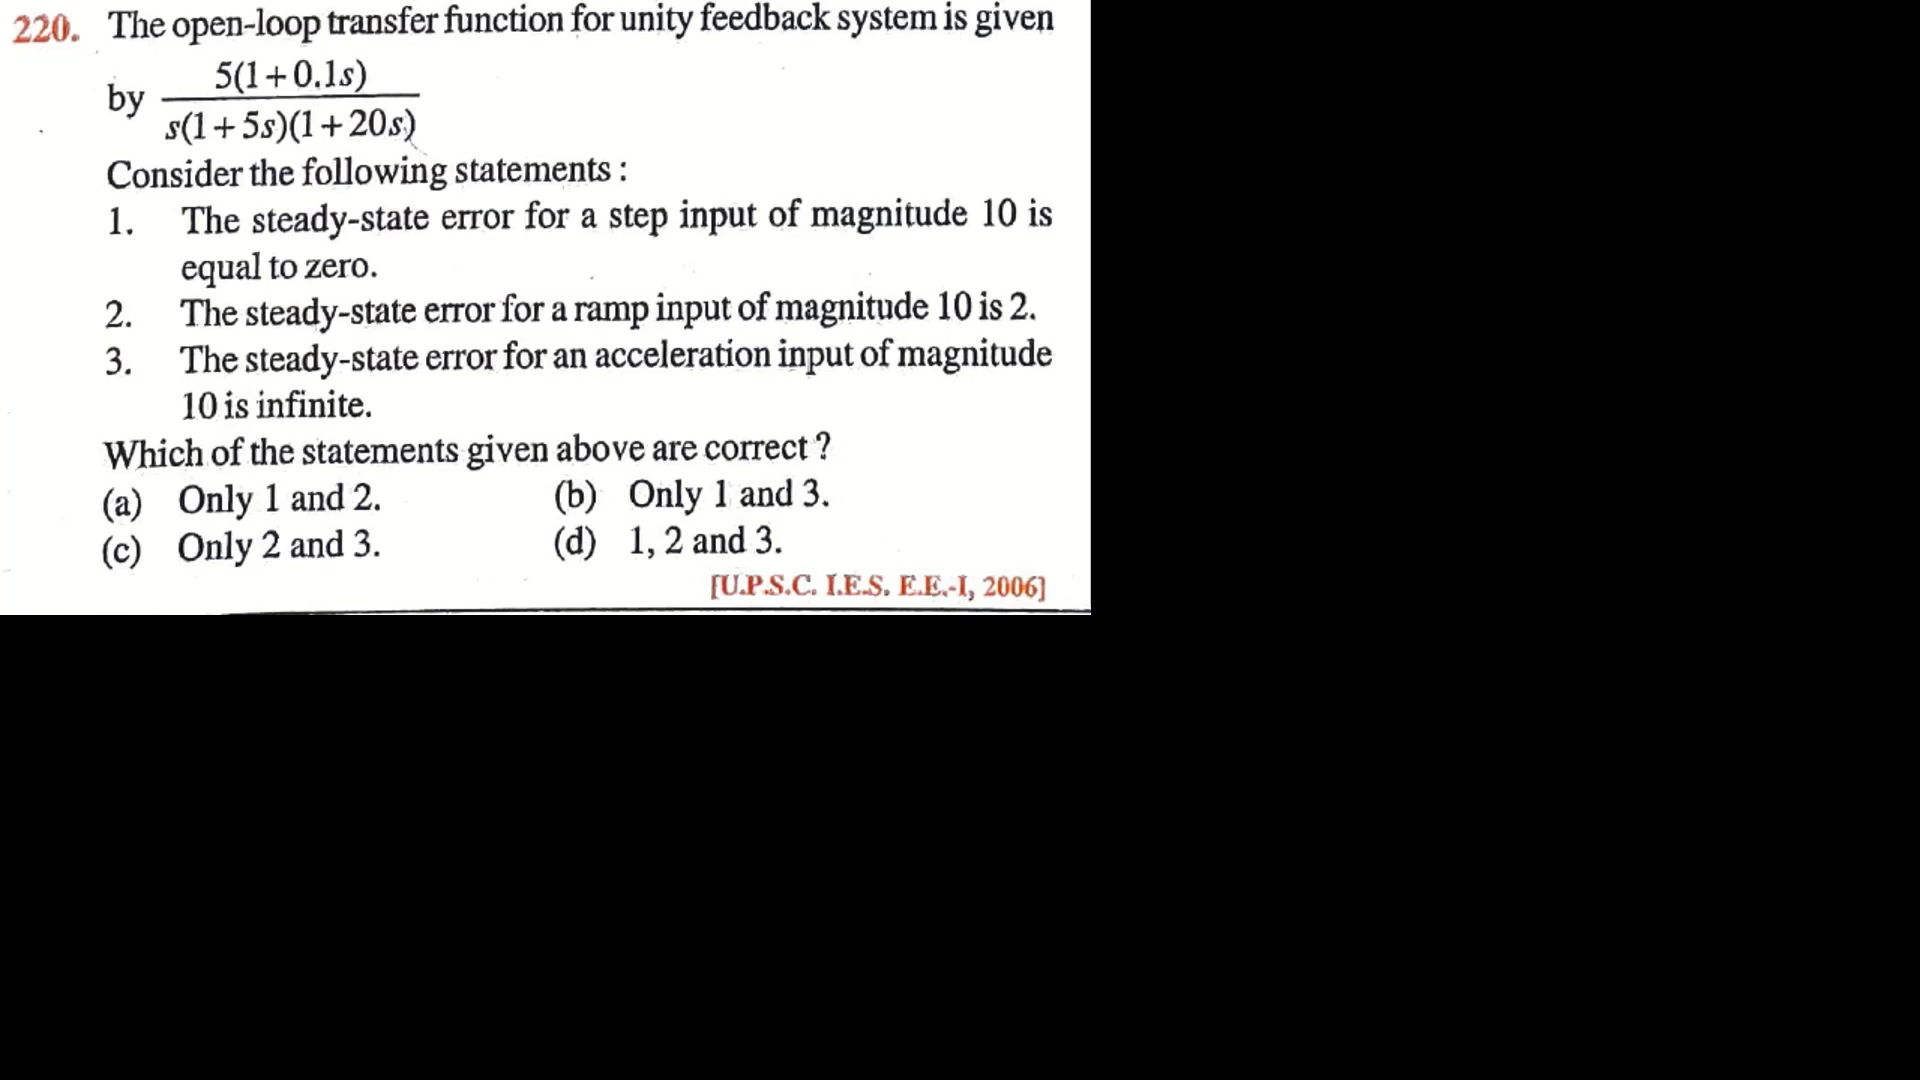 220. The open-loop transfer function for unity feedback system is given
by 5(1+0.1s)
s(1+5s)(1+20s)
Consider the following statements :
1. The steady-state error for a step input of magnitude 10 is
equal to zero.
2. The steady-state error for a ramp input of magnitude 10 is 2.
3. The steady-state error for an acceleration input of magnitude
10 is infinite.
Which of the statements given above are correct ?
(a) Only 1 and 2. (b) Only 1 and 3.
(c) Only 2 and 3. (d) 1, 2 and 3.
[U.P.S.C. I.E.S. E.E.-I, 2006]